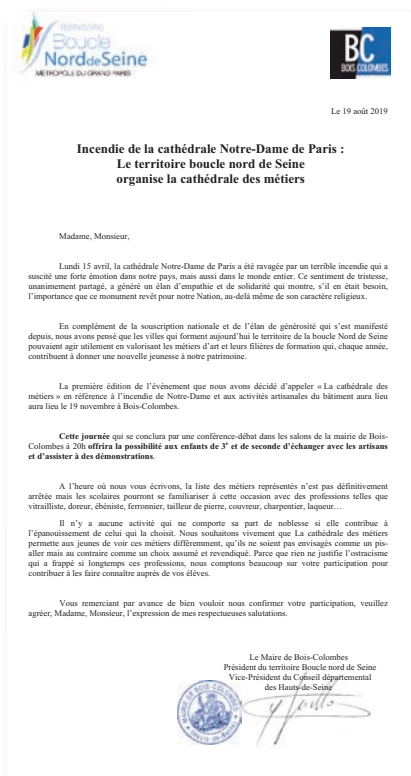 TERRITOIRE
Boucle
Nord de Seine
METROPOLE DU GRAND PARIS
BC
BOIS COLOMBES
Le 19 août 2019
Incendie de la cathédrale Notre-Dame de Paris :
Le territoire boucle nord de Seine
organise la cathédrale des métiers
Madame, Monsieur,
Lundi 15 avril, la cathédrale Notre-Dame de Paris a été ravagée par un terrible incendie qui a
suscité une forte émotion dans notre pays, mais aussi dans le monde entier. Ce sentiment de tristesse,
unanimement partagé, a généré un élan d'empathie et de solidarité qui montre, s'il en était besoin,
l'importance que ce monument revêt pour notre Nation, au-delà même de son caractère religieux.
En complément de la souscription nationale et de l'élan de générosité qui s'est manifesté
depuis, nous avons pensé que les villes qui forment aujourd'hui le territoire de la boucle Nord de Seine
pouvaient agir utilement en valorisant les métiers d'art et leurs filières de formation qui, chaque année,
contribuent à donner une nouvelle jeunesse à notre patrimoine.
La première édition de l'événement que nous avons décidé d'appeler « La cathédrale des
métiers » en référence à l'incendie de Notre-Dame et aux activités artisanales du bâtiment aura lieu
aura lieu le 19 novembre à Bois-Colombes.
Cette journée qui se conclura par une conférence-débat dans les salons de la mairie de Bois-
Colombes à 20h offrira la possibilité aux enfants de 3e et de seconde d'échanger avec les artisans
et d'assister à des démonstrations.
A l'heure où nous vous écrivons, la liste des métiers représentés n'est pas définitivement
arrêtée mais les scolaires pourront se familiariser à cette occasion avec des professions telles que
vitrailliste, doreur, ébéniste, ferronnier, tailleur de pierre, couvreur, charpentier, laqueur…
Il n'y a aucune activité qui ne comporte sa part de noblesse si elle contribue à
l'épanouissement de celui qui la choisit. Nous souhaitons vivement que La cathédrale des métiers
permette aux jeunes de voir ces métiers différemment, qu'ils ne soient pas envisagés comme un pis-
aller mais au contraire comme un choix assumé et revendiqué. Parce que rien ne justifie l'ostracisme
qui a frappé si longtemps ces professions, nous comptons beaucoup sur votre participation pour
contribuer à les faire connaître auprès de vos élèves.
Vous remerciant par avance de bien vouloir nous confirmer votre participation, veuillez
agréer, Madame, Monsieur, l'expression de mes respectueuses salutations.
Le Maire de Bois-Colombes
Président du territoire Boucle nord de Seine
Vice-Président du Conseil départemental
des Hauts-de-Seine
MAIRIE DE BOIS-COLOMBES
(Hauts-de-Seine)